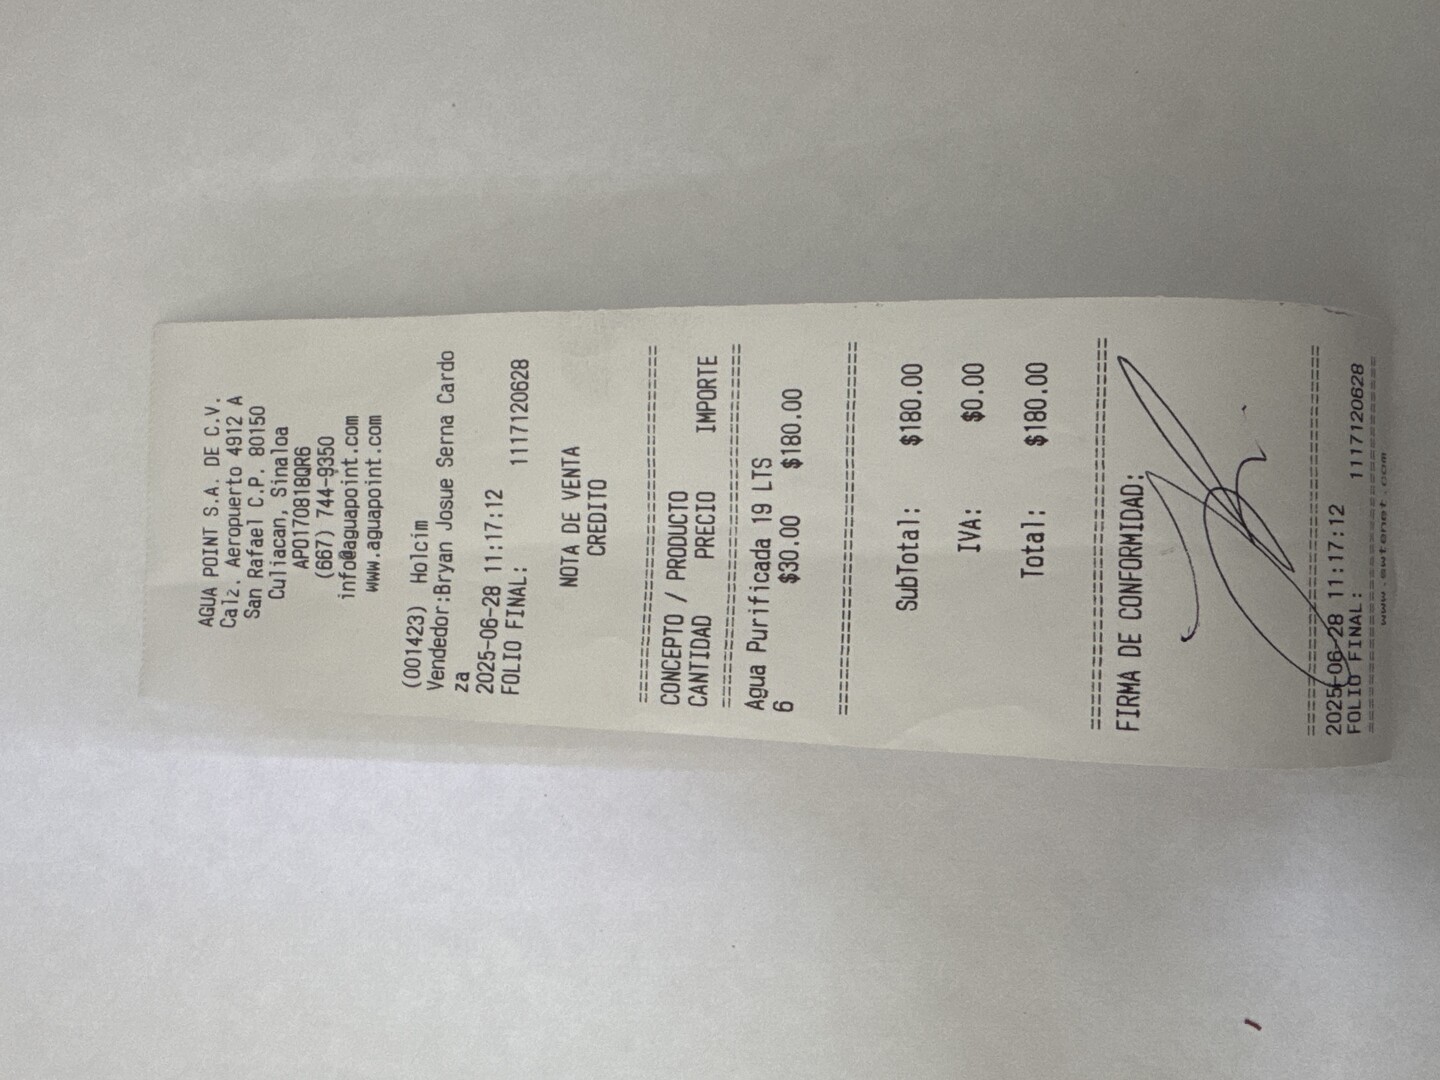 AGUA POINT S.A. DE C.V.
Calz. Aeropuerto 4912 A
San Rafael C.P. 80150
Culiacan, Sinaloa
APO170818QR6
(667) 744-9350
info@aguapoint.com
www.aguapoint.com
(001423) Holcim
Vendedor:Bryan Josue Serna Cardo
za
2025-06-28 11:17:12
FOLIO FINAL: 1117120628
NOTA DE VENTA
CREDITO
================================
CONCEPTO / PRODUCTO
CANTIDAD PRECIO IMPORTE
================================
Agua Purificada 19 LTS
6 $30.00 $180.00
================================
SubTotal: $180.00
IVA: $0.00
Total: $180.00
================================
FIRMA DE CONFORMIDAD:
================================
2025-06-28 11:17:12
FOLIO FINAL: 1117120628
================================